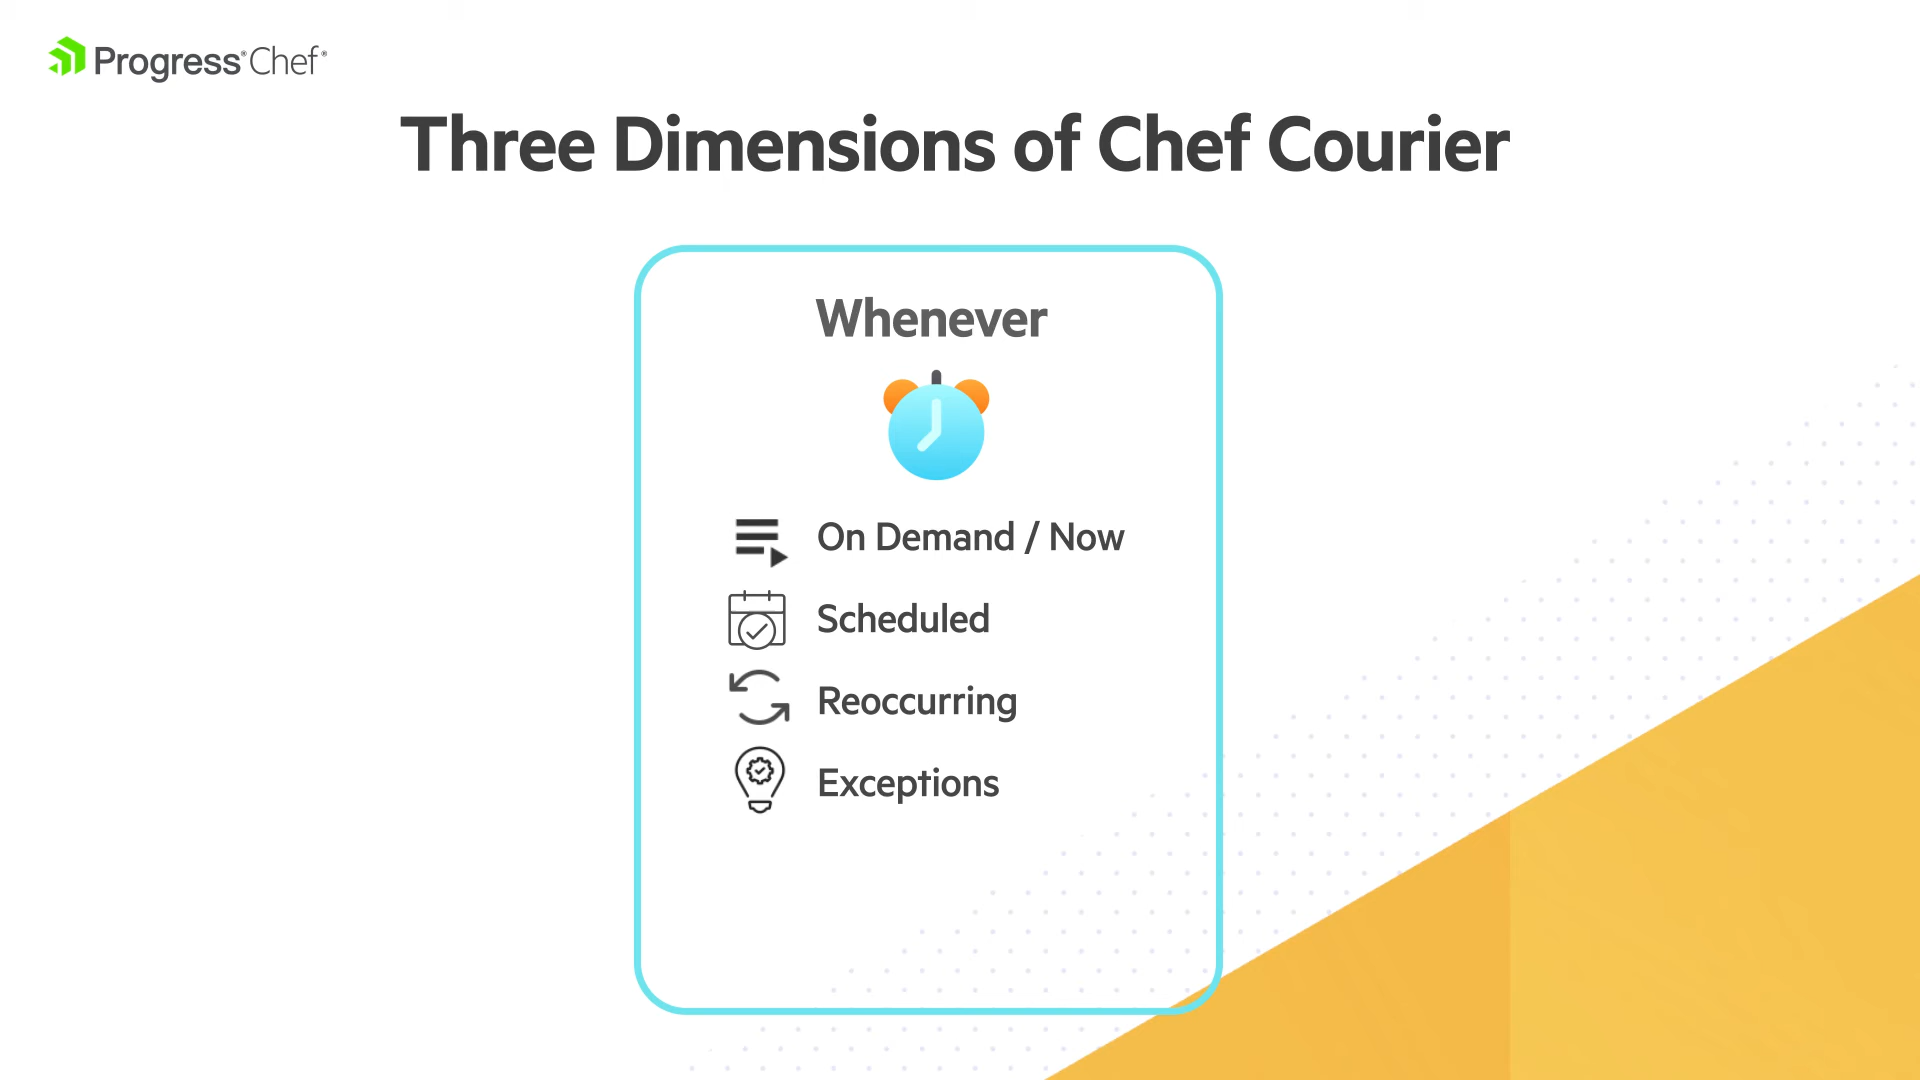 Progress® Chef®
Three Dimensions of Chef Courier
Whenever
On Demand / Now
Scheduled
Reoccurring
Exceptions